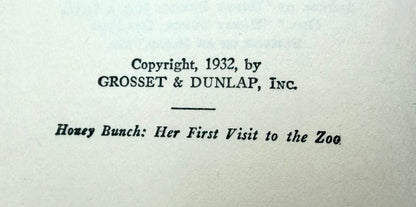 Copyright, 1932, by
GROSSET & DUNLAP, Inc.
Honey Bunch: Her First Visit to the Zoo